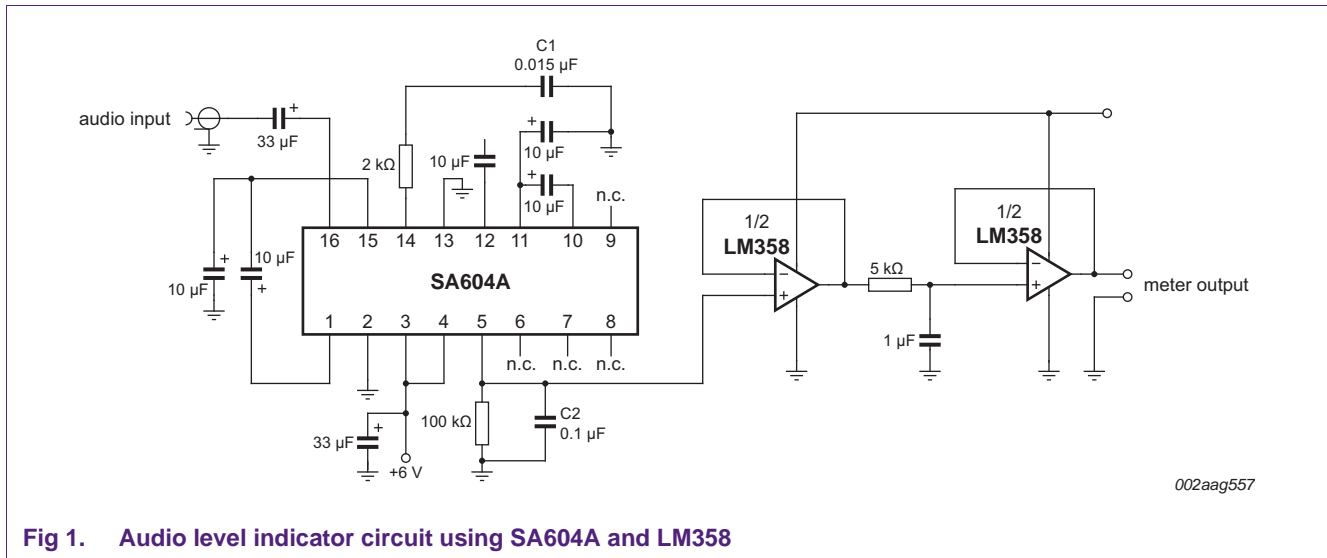 C1
0.015 µF
audio input
+
33 µF
2 kΩ
10 µF
+
10 µF
+
10 µF
n.c.
16 15 14 13 12 11 10 9
SA604A
1 2 3 4 5 6 7 8
+
10 µF
10 µF
+
n.c. n.c. n.c.
33 µF
+
+6 V
100 kΩ
C2
0.1 µF
1/2
LM358
−
+
5 kΩ
1 µF
1/2
LM358
−
+
meter output
002aag557
Fig 1. Audio level indicator circuit using SA604A and LM358